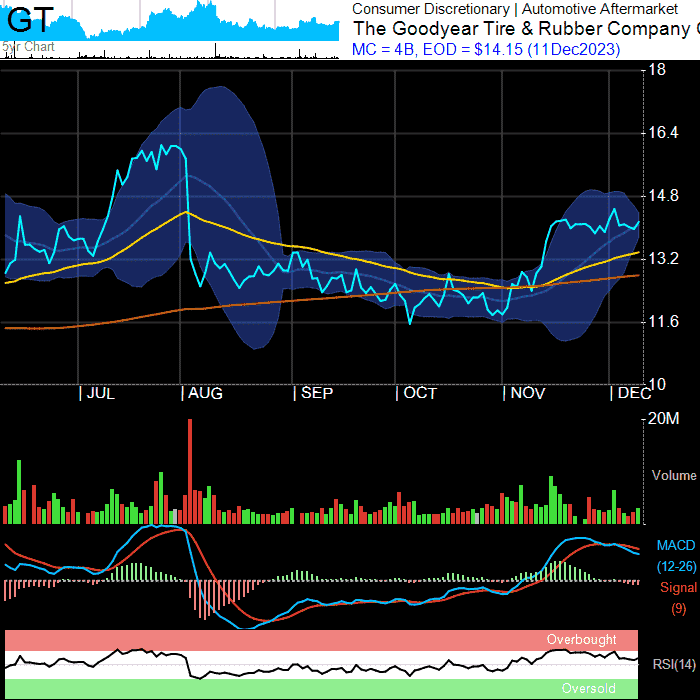 GT
5yr Chart
Consumer Discretionary | Automotive Aftermarket
The Goodyear Tire & Rubber Company
MC = 4B, EOD = $14.15 (11Dec2023)
18
16.4
14.8
13.2
11.6
10
| JUL | AUG | SEP | OCT | NOV | DEC
20M
Volume
MACD
(12-26)
Signal
(9)
Overbought
RSI(14)
Oversold